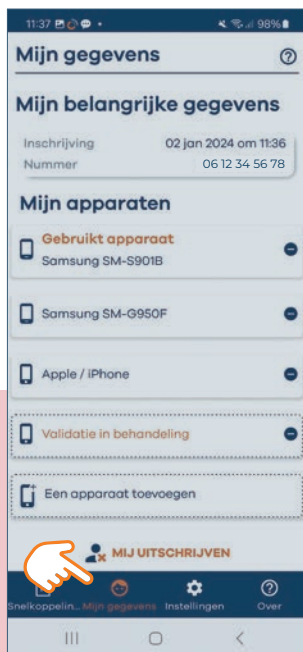 11:37 98%
Mijn gegevens
Mijn belangrijke gegevens
Inschrijving 02 jan 2024 om 11:36
Nummer 06 12 34 56 78
Mijn apparaten
Gebruikt apparaat
Samsung SM-S901B
Samsung SM-G950F
Apple / iPhone
Validatie in behandeling
Een apparaat toevoegen
MIJ UITSCHRIJVEN
Snelkoppelin... Mijn gegevens Instellingen Over